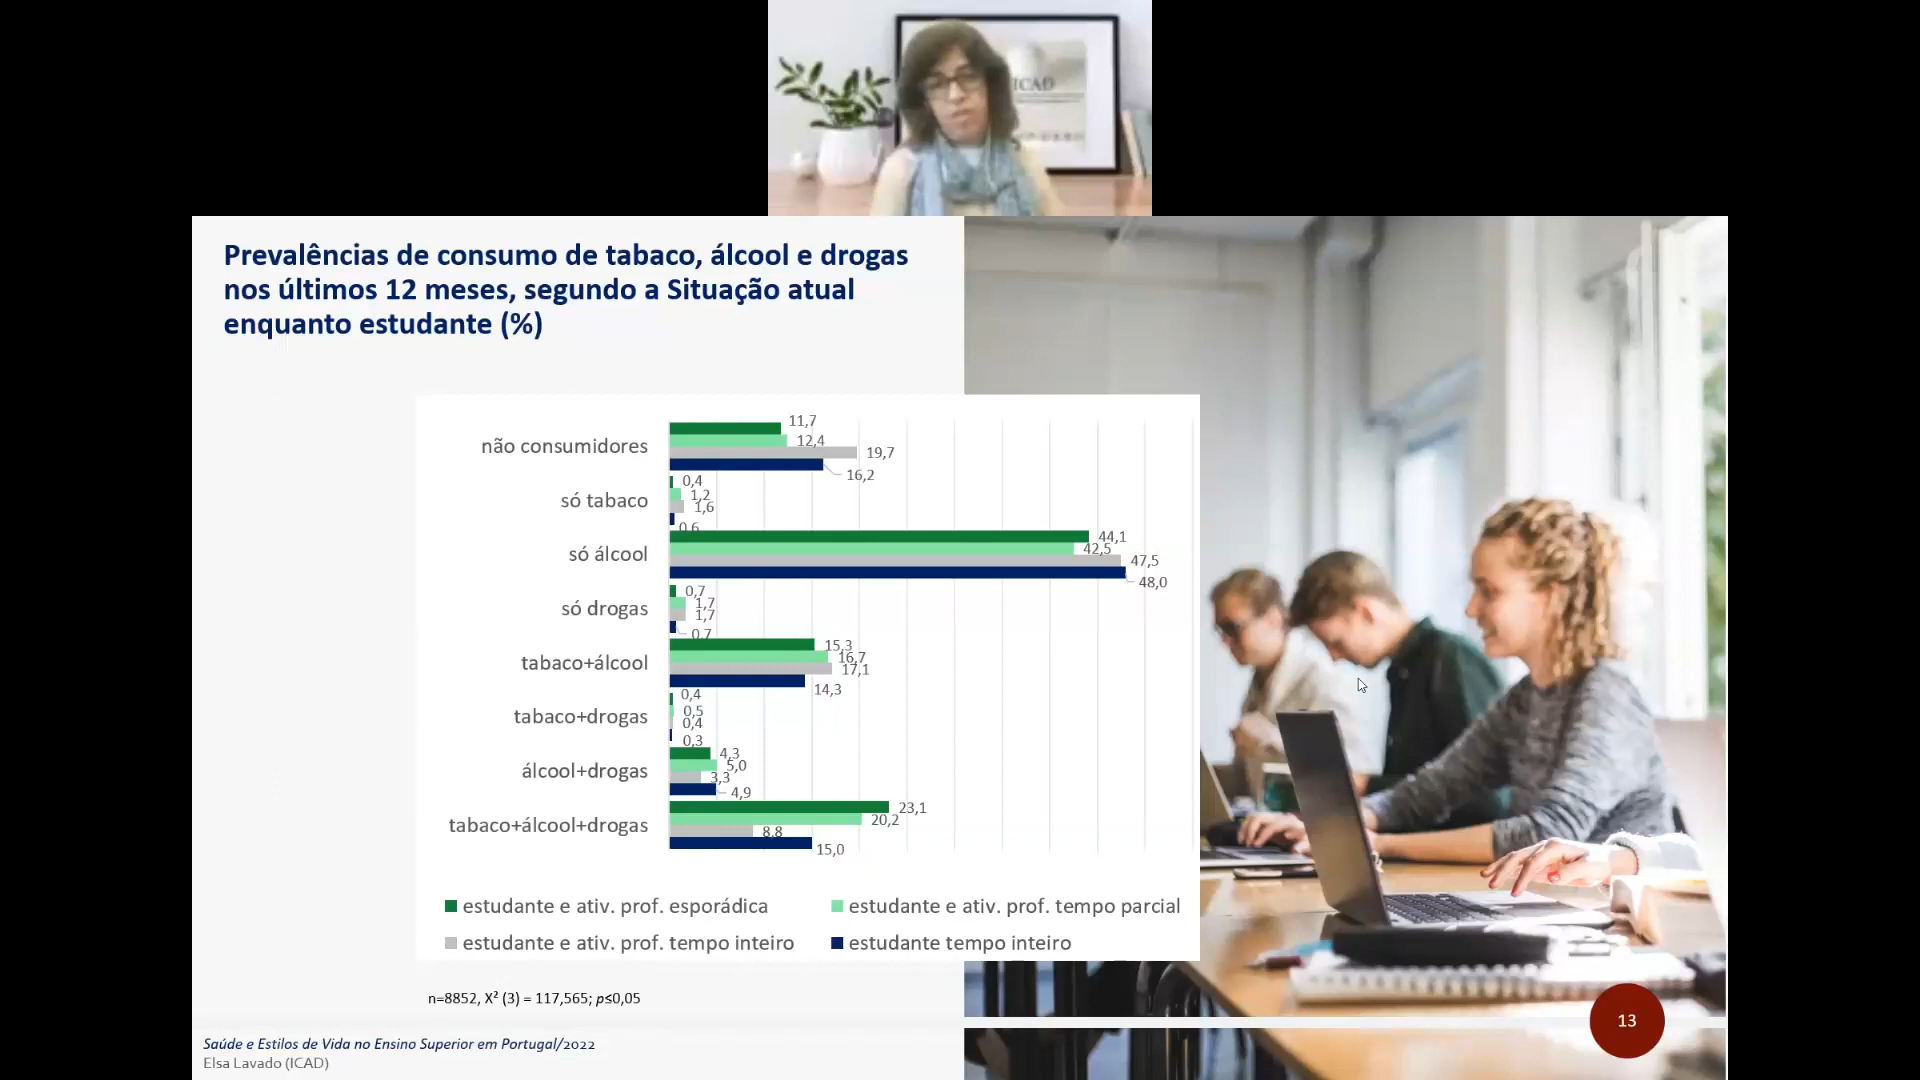 ICAD
Prevalências de consumo de tabaco, álcool e drogas
nos últimos 12 meses, segundo a Situação atual
enquanto estudante (%)
não consumidores
11,7
12,4
19,7
16,2
só tabaco
0,4
1,2
1,6
0,6
só álcool
44,1
42,5
47,5
48,0
só drogas
0,7
1,7
1,7
0,7
tabaco+álcool
15,3
16,7
17,1
14,3
tabaco+drogas
0,4
0,5
0,4
0,3
álcool+drogas
4,3
5,0
3,3
4,9
tabaco+álcool+drogas
23,1
20,2
8,8
15,0
estudante e ativ. prof. esporádica
estudante e ativ. prof. tempo parcial
estudante e ativ. prof. tempo inteiro
estudante tempo inteiro
n=8852, X² (3) = 117,565; p≤0,05
Saúde e Estilos de Vida no Ensino Superior em Portugal/2022
Elsa Lavado (ICAD)
13